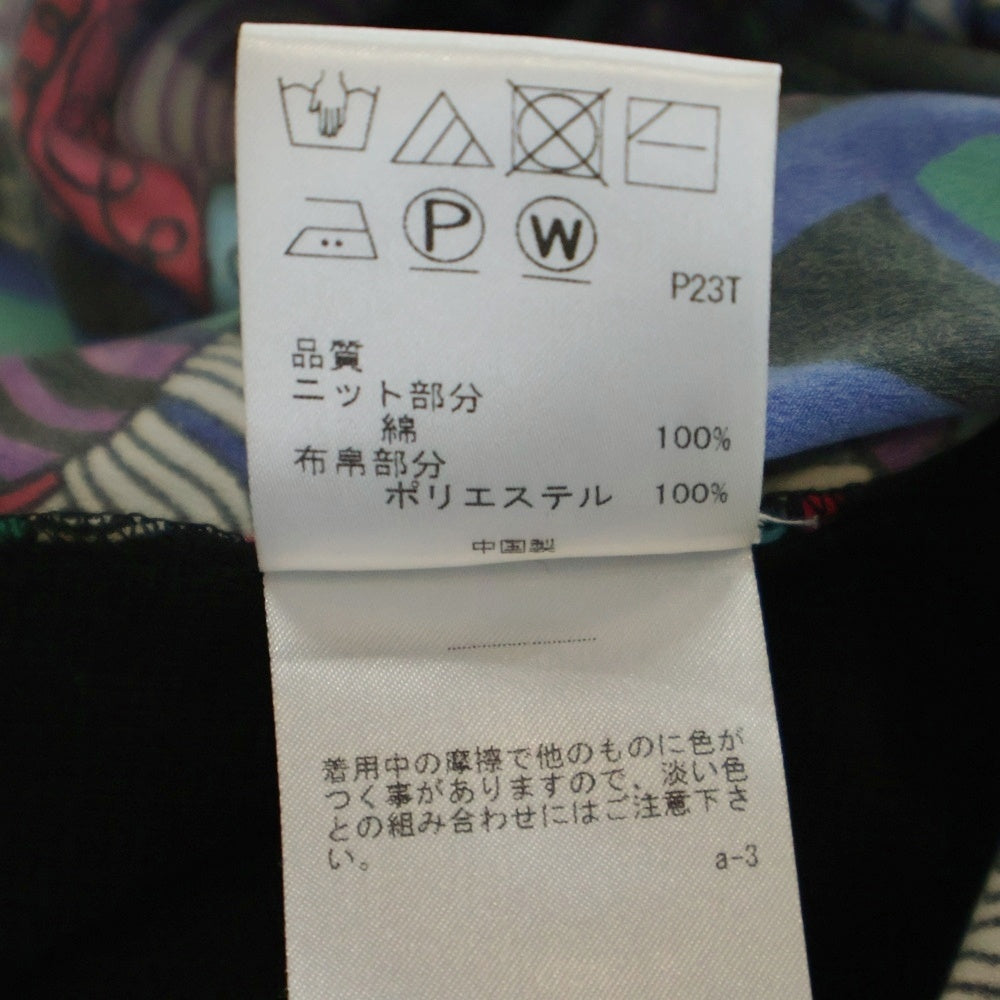 P
W
P23T
品質
ニット部分
綿 100%
布帛部分
ポリエステル 100%
中国製
着用中の摩擦で他のものに色が
つく事がありますので、淡い色
との組み合わせにはご注意下さ
い。
a-3